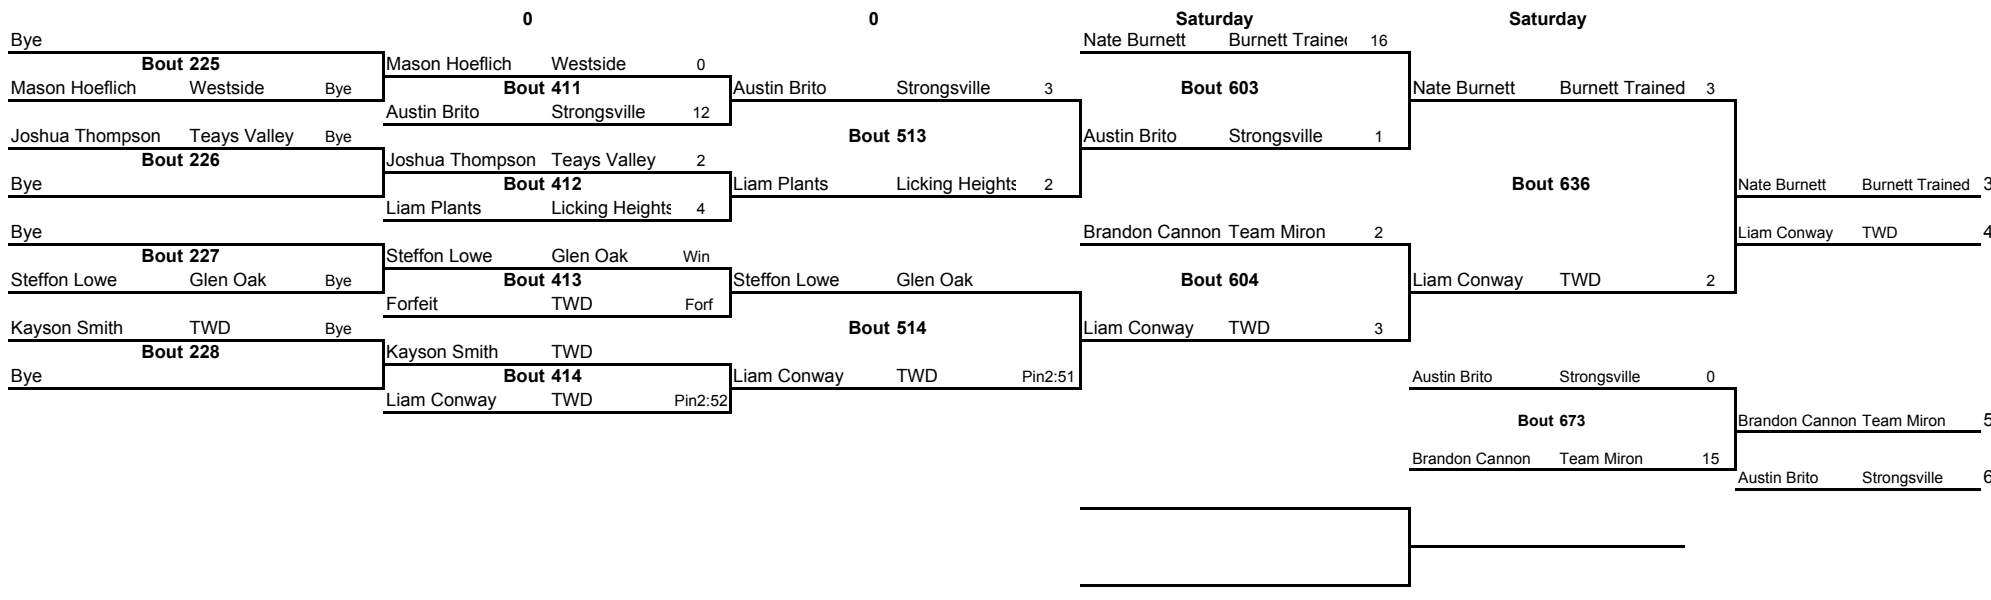 0 0 Saturday Saturday
Bye Nate Burnett Burnett Traine 16
Bout 225 Mason Hoeflich Westside 0
Mason Hoeflich Westside Bye Bout 411 Austin Brito Strongsville 3 Bout 603 Nate Burnett Burnett Trained 3
Austin Brito Strongsville 12
Joshua Thompson Teays Valley Bye Bout 513 Austin Brito Strongsville 1
Bout 226 Joshua Thompson Teays Valley 2
Bye Bout 412 Liam Plants Licking Heights 2 Bout 636 Nate Burnett Burnett Trained 3
Liam Plants Licking Heights 4
Bye Brandon Cannon Team Miron 2 Liam Conway TWD 4
Bout 227 Steffon Lowe Glen Oak Win
Steffon Lowe Glen Oak Bye Bout 413 Steffon Lowe Glen Oak Bout 604 Liam Conway TWD 2
Forfeit TWD Forf
Kayson Smith TWD Bye Bout 514 Liam Conway TWD 3
Bout 228 Kayson Smith TWD
Bye Bout 414 Liam Conway TWD Pin2:51 Austin Brito Strongsville 0
Liam Conway TWD Pin2:52
Bout 673 Brandon Cannon Team Miron 5
Brandon Cannon Team Miron 15
Austin Brito Strongsville 6